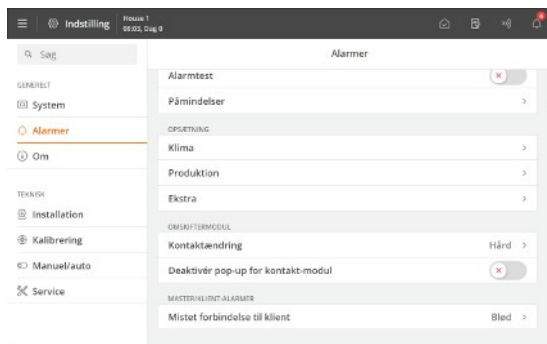 Indstilling
House 1
08:03, Dag 0
Søg
Alarmer
GENERELT
System
Alarmer
Om
TEKNISK
Installation
Kalibrering
Manuel/auto
Service
Alarmtest
Påmindelser
OPSÆTNING
Klima
Produktion
Ekstra
OMSKIFTERMODUL
Kontaktændring Hård
Deaktivér pop-up for kontakt-modul
MASTER/KLIENT-ALARMER
Mistet forbindelse til klient Blød